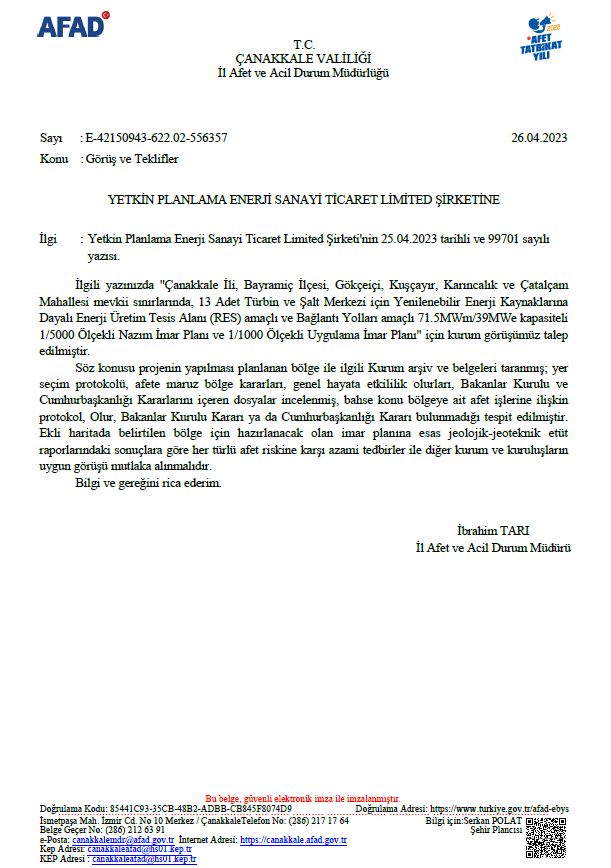 AFAD
2022
AFET
TATBİKAT
YILI
T.C.
ÇANAKKALE VALİLİĞİ
İl Afet ve Acil Durum Müdürlüğü
Sayı : E-42150943-622.02-556357 26.04.2023
Konu : Görüş ve Teklifler
YETKİN PLANLAMA ENERJİ SANAYİ TİCARET LİMİTED ŞİRKETİNE
İlgi : Yetkin Planlama Enerji Sanayi Ticaret Limited Şirketi'nin 25.04.2023 tarihli ve 99701 sayılı
yazısı.
İlgili yazınızda "Çanakkale İli, Bayramiç İlçesi, Gökçeiçi, Kuşçayır, Karıncalık ve Çatalçam
Mahallesi mevkii sınırlarında, 13 Adet Türbin ve Şalt Merkezi için Yenilenebilir Enerji Kaynaklarına
Dayalı Enerji Üretim Tesis Alanı (RES) amaçlı ve Bağlantı Yolları amaçlı 71.5MWm/39MWe kapasiteli
1/5000 Ölçekli Nazım İmar Planı ve 1/1000 Ölçekli Uygulama İmar Planı" için kurum görüşümüz talep
edilmiştir.
Söz konusu projenin yapılması planlanan bölge ile ilgili Kurum arşiv ve belgeleri taranmış; yer
seçim protokolü, afete maruz bölge kararları, genel hayata etkililik olurları, Bakanlar Kurulu ve
Cumhurbaşkanlığı Kararlarını içeren dosyalar incelenmiş, bahse konu bölgeye ait afet işlerine ilişkin
protokol, Olur, Bakanlar Kurulu Kararı ya da Cumhurbaşkanlığı Kararı bulunmadığı tespit edilmiştir.
Ekli haritada belirtilen bölge için hazırlanacak olan imar planına esas jeolojik-jeoteknik etüt
raporlarındaki sonuçlara göre her türlü afet riskine karşı azami tedbirler ile diğer kurum ve kuruluşların
uygun görüşü mutlaka alınmalıdır.
Bilgi ve gereğini rica ederim.
İbrahim TARI
İl Afet ve Acil Durum Müdürü
Bu belge, güvenli elektronik imza ile imzalanmıştır.
Doğrulama Kodu: 85441C93-35CB-48B2-ADBB-CB845F8074D9 Doğrulama Adresi: https://www.turkiye.gov.tr/afad-ebys
İsmetpaşa Mah. İzmir Cd. No 10 Merkez / ÇanakkaleTelefon No: (286) 217 17 64 Bilgi için:Serkan POLAT
Belge Geçer No: (286) 212 63 91 Şehir Plancısı
e-Posta: canakkalemdr@afad.gov.tr İnternet Adresi: https://canakkale.afad.gov.tr
Kep Adresi: canakkaleafad@hs01.kep.tr
KEP Adresi : canakkaleafad@hs01.kep.tr